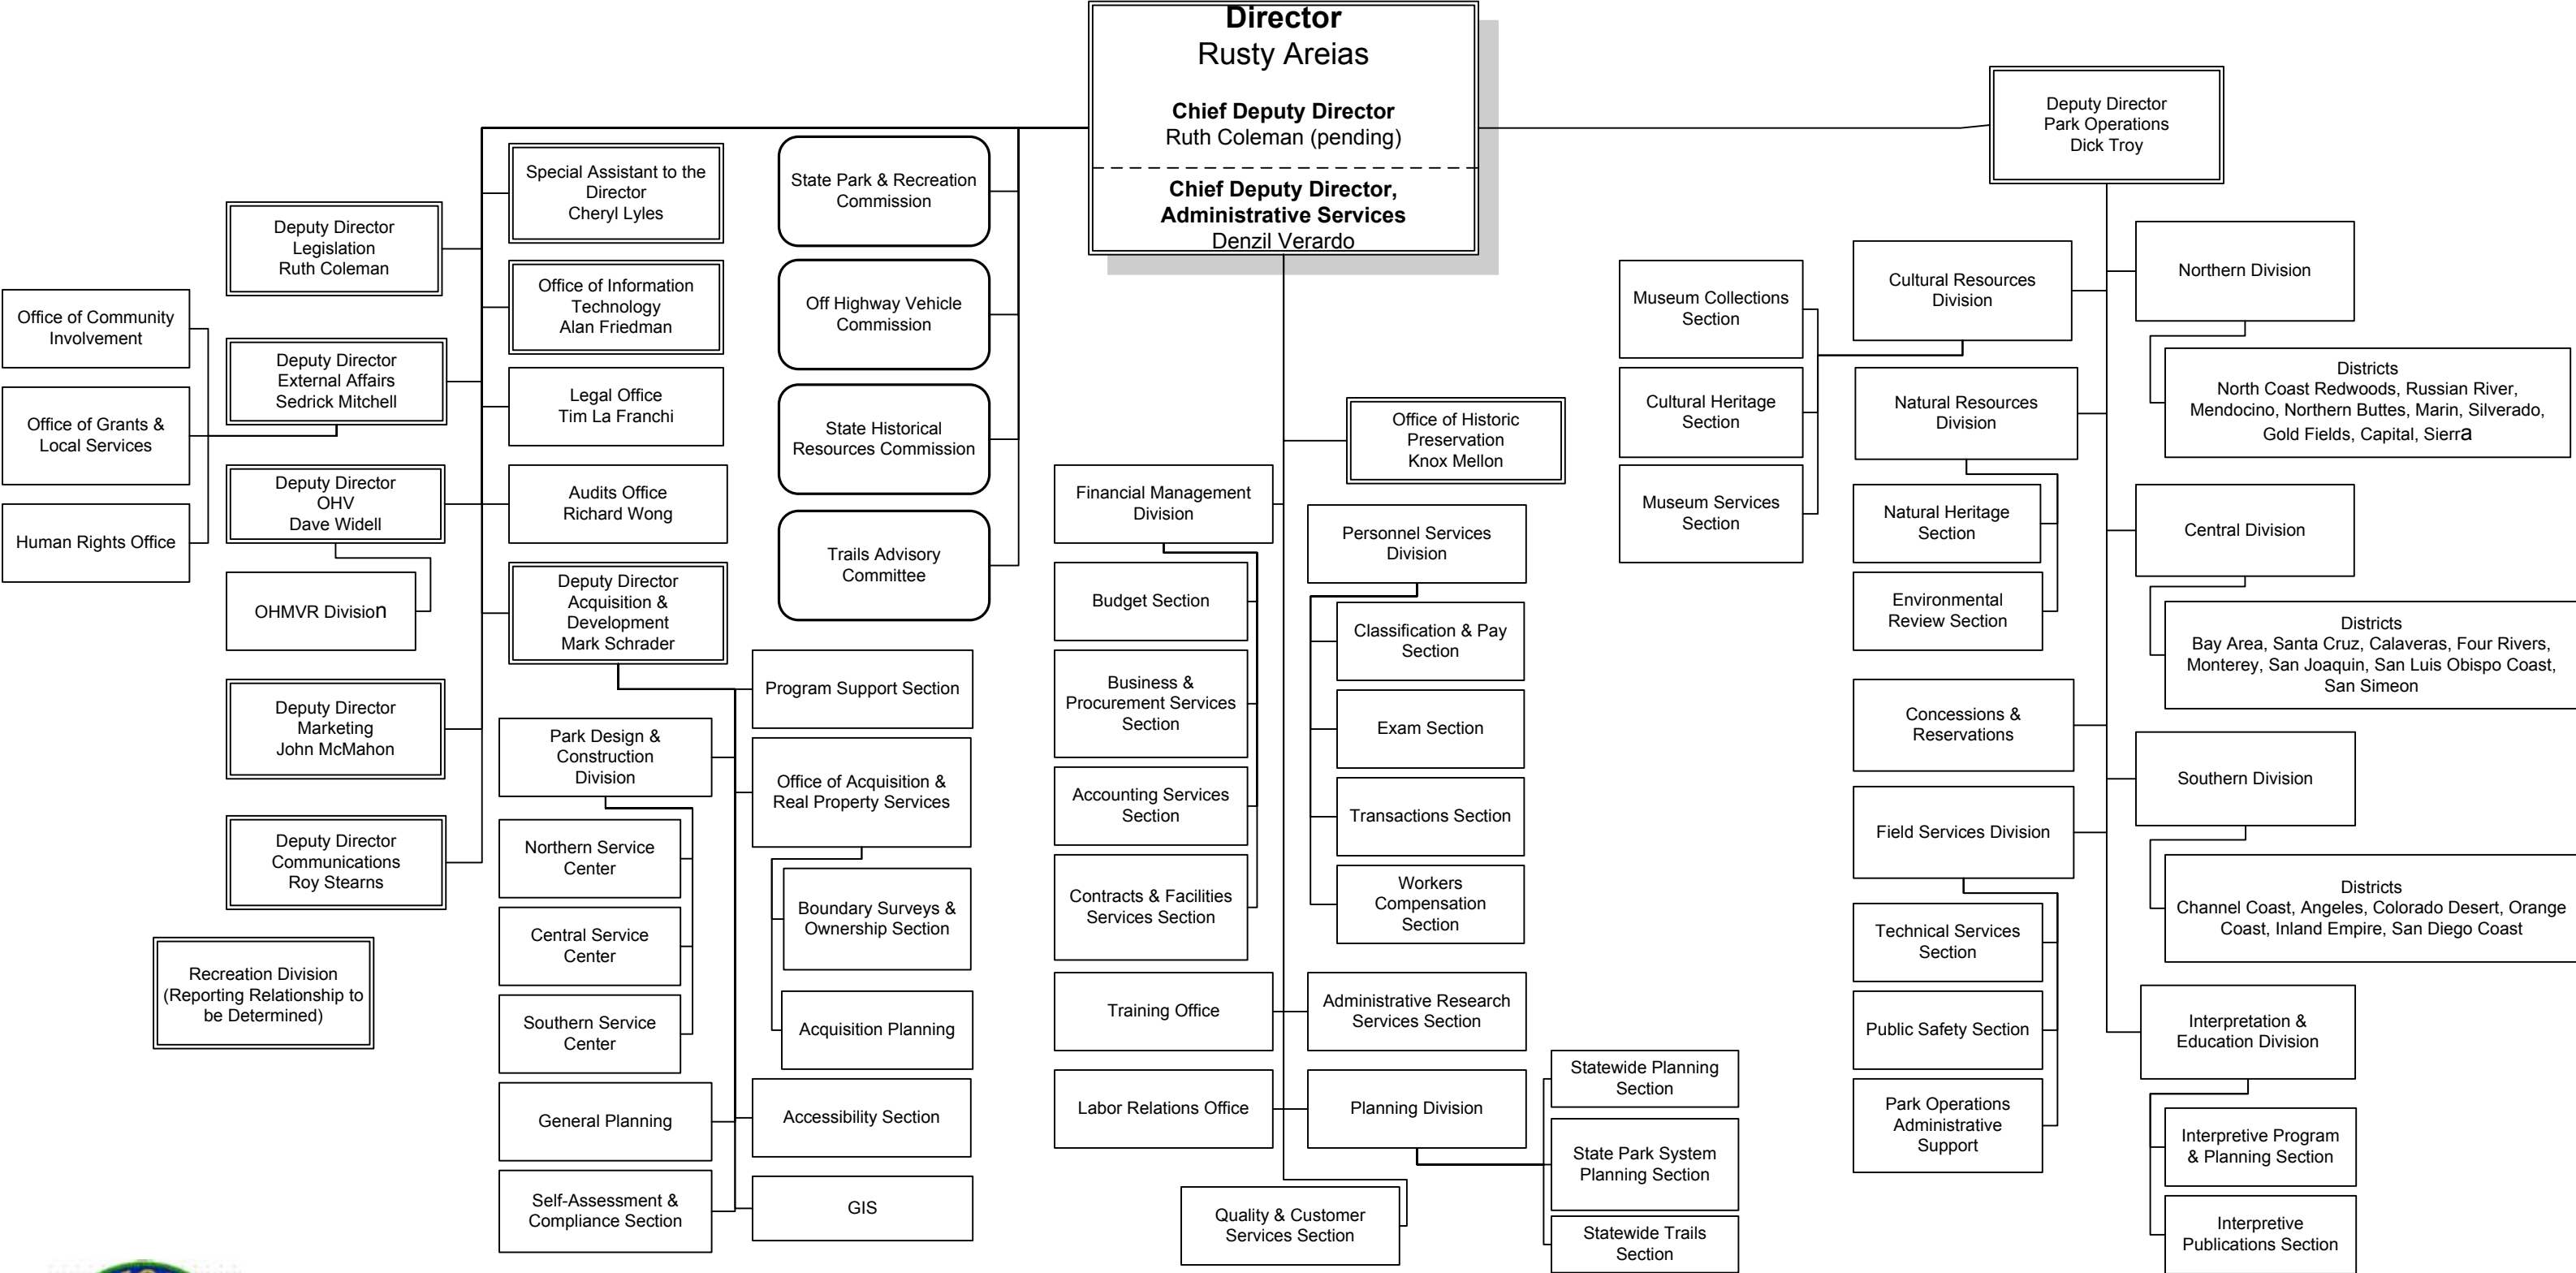 Director
Rusty Areias
Chief Deputy Director
Ruth Coleman (pending)
Chief Deputy Director,
Administrative Services
Denzil Verardo
Deputy Director
Park Operations
Dick Troy
Special Assistant to the
Director
Cheryl Lyles
Office of Information
Technology
Alan Friedman
Legal Office
Tim La Franchi
Audits Office
Richard Wong
Deputy Director
Acquisition &
Development
Mark Schrader
State Park & Recreation
Commission
Off Highway Vehicle
Commission
State Historical
Resources Commission
Trails Advisory
Committee
Deputy Director
Legislation
Ruth Coleman
Deputy Director
External Affairs
Sedrick Mitchell
Office of Community
Involvement
Office of Grants &
Local Services
Human Rights Office
Deputy Director
OHV
Dave Widell
OHMVR Division
Deputy Director
Marketing
John McMahon
Deputy Director
Communications
Roy Stearns
Recreation Division
(Reporting Relationship to
be Determined)
Program Support Section
Park Design &
Construction
Division
Northern Service
Center
Central Service
Center
Southern Service
Center
General Planning
Self-Assessment &
Compliance Section
Office of Acquisition &
Real Property Services
Boundary Surveys &
Ownership Section
Acquisition Planning
Accessibility Section
GIS
Office of Historic
Preservation
Knox Mellon
Financial Management
Division
Budget Section
Business &
Procurement Services
Section
Accounting Services
Section
Contracts & Facilities
Services Section
Training Office
Labor Relations Office
Personnel Services
Division
Classification & Pay
Section
Exam Section
Transactions Section
Workers
Compensation
Section
Administrative Research
Services Section
Planning Division
Statewide Planning
Section
State Park System
Planning Section
Statewide Trails
Section
Quality & Customer
Services Section
Cultural Resources
Division
Museum Collections
Section
Cultural Heritage
Section
Museum Services
Section
Natural Resources
Division
Natural Heritage
Section
Environmental
Review Section
Concessions &
Reservations
Field Services Division
Technical Services
Section
Public Safety Section
Park Operations
Administrative
Support
Northern Division
Districts
North Coast Redwoods, Russian River,
Mendocino, Northern Buttes, Marin, Silverado,
Gold Fields, Capital, Sierra
Central Division
Districts
Bay Area, Santa Cruz, Calaveras, Four Rivers,
Monterey, San Joaquin, San Luis Obispo Coast,
San Simeon
Southern Division
Districts
Channel Coast, Angeles, Colorado Desert, Orange
Coast, Inland Empire, San Diego Coast
Interpretation &
Education Division
Interpretive Program
& Planning Section
Interpretive
Publications Section